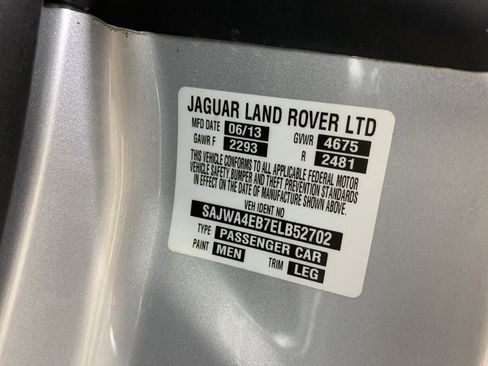 JAGUAR LAND ROVER LTD
MFD DATE 06/13 GVWR 4675
GAWR F 2293 R 2481
THIS VEHICLE CONFORMS TO ALL APPLICABLE FEDERAL MOTOR
VEHICLE SAFETY, BUMPER AND THEFT PREVENTION STANDARDS
IN EFFECT ON THE DATE OF MANUFACTURE SHOWN ABOVE.
VEH IDENT NO
SAJWA4EB7ELB52702
TYPE PASSENGER CAR
PAINT MEN TRIM LEG